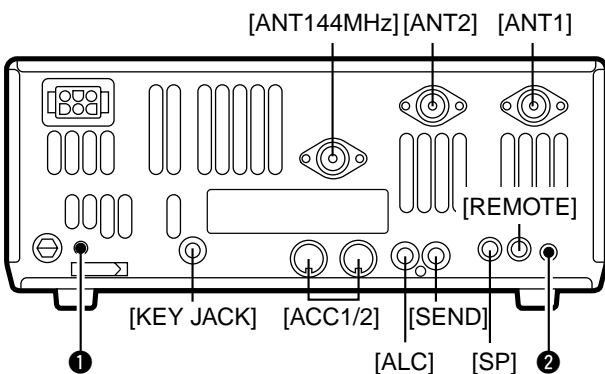 [ANT144MHz] [ANT2] [ANT1]
[REMOTE]
[KEY JACK] [ACC1/2] [SEND]
❶ [ALC] [SP] ❷